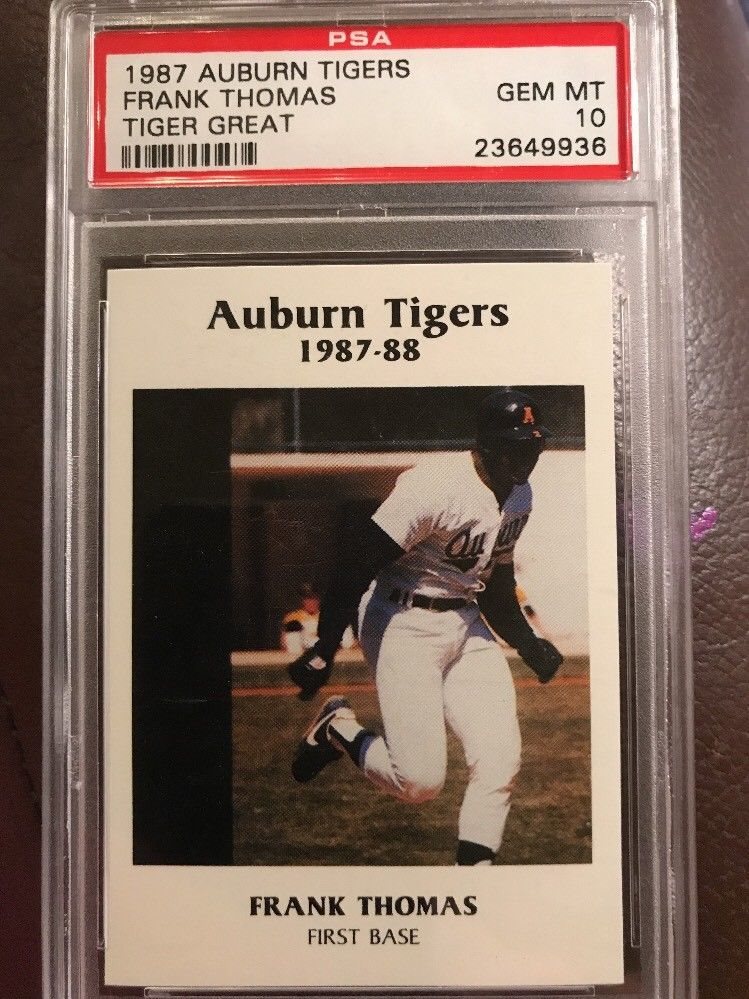 PSA
1987 AUBURN TIGERS
FRANK THOMAS GEM MT
TIGER GREAT 10
23649936
Auburn Tigers
1987-88
A
Au
FRANK THOMAS
FIRST BASE